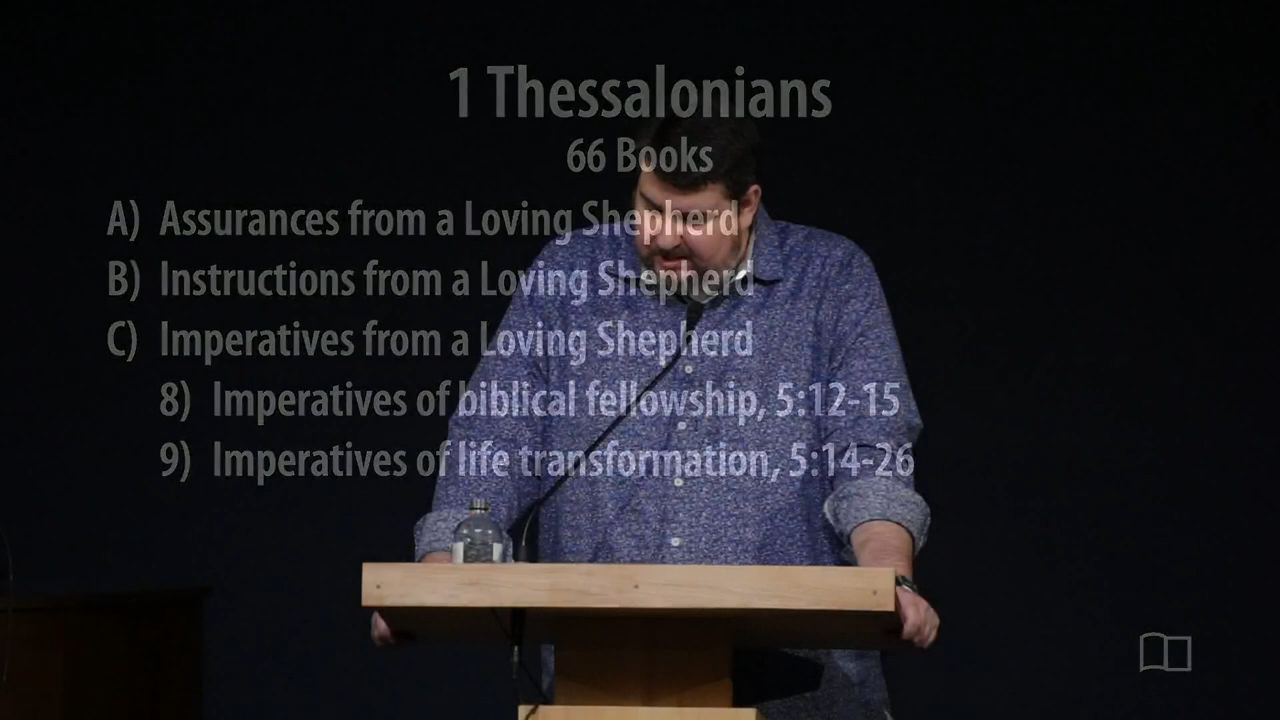 1 Thessalonians
66 Books
A) Assurances from a Loving Shepherd
B) Instructions from a Loving Shepherd
C) Imperatives from a Loving Shepherd
8) Imperatives of biblical fellowship, 5:12-15
9) Imperatives of life transformation, 5:14-26